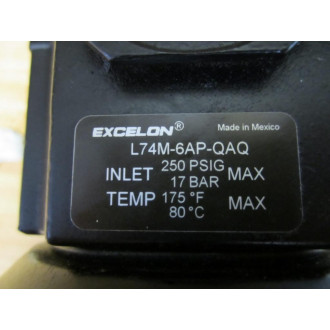 EXCELON® Made in Mexico
L74M-6AP-QAQ
INLET 250 PSIG MAX
17 BAR
TEMP 175 °F MAX
80 °C